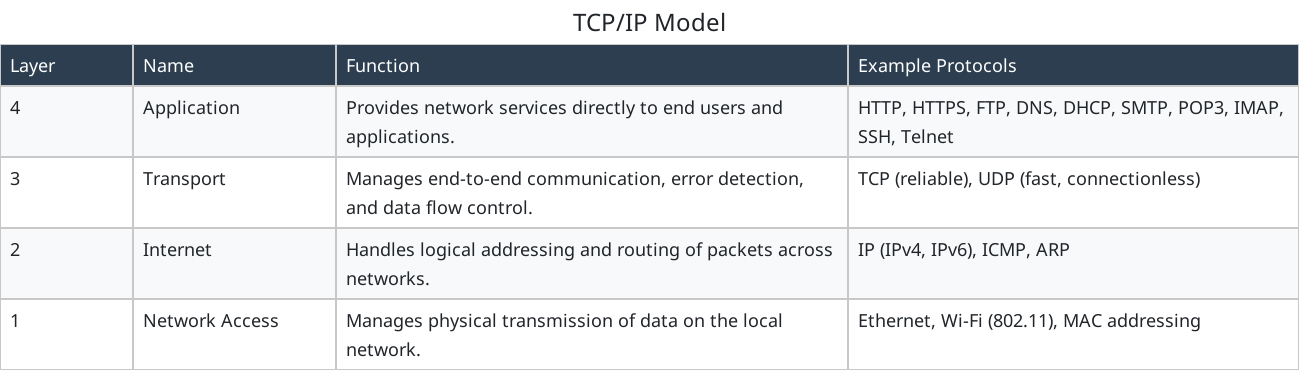 TCP/IP Model
Layer Name Function Example Protocols
4 Application Provides network services directly to end users and HTTP, HTTPS, FTP, DNS, DHCP, SMTP, POP3, IMAP,
applications. SSH, Telnet
3 Transport Manages end-to-end communication, error detection, TCP (reliable), UDP (fast, connectionless)
and data flow control.
2 Internet Handles logical addressing and routing of packets across IP (IPv4, IPv6), ICMP, ARP
networks.
1 Network Access Manages physical transmission of data on the local Ethernet, Wi-Fi (802.11), MAC addressing
network.